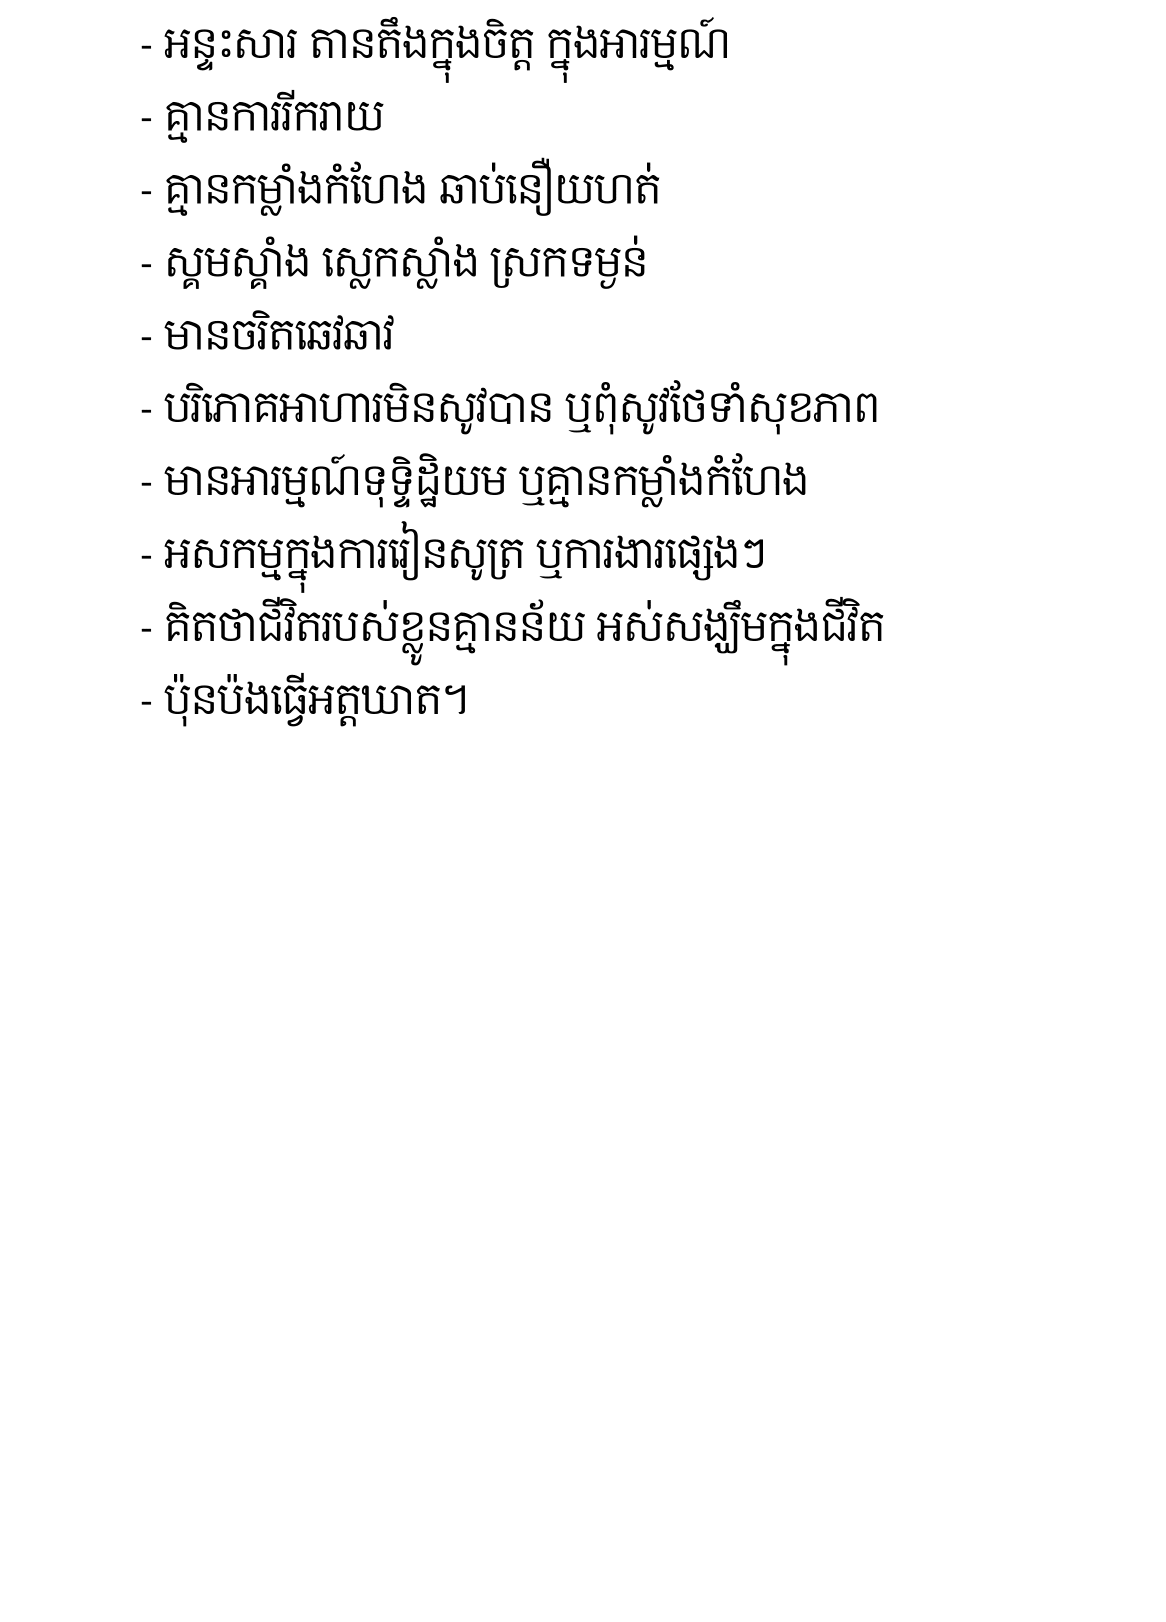 - អន្ទះសារ តានតឹងក្នុងចិត្ត ក្នុងអារម្មណ៍
- គ្មានការរីករាយ
- គ្មានកម្លាំងកំហែង ឆាប់នឿយហត់
- ស្គមស្គាំង ស្លេកស្លាំង ស្រកទម្ងន់
- មានចរិតឆេវឆាវ
- បរិភោគអាហារមិនសូវបាន ឬពុំសូវថែទាំសុខភាព
- មានអារម្មណ៍ទុទ្ទិដ្ឋិយម ឬគ្មានកម្លាំងកំហែង
- អសកម្មក្នុងការរៀនសូត្រ ឬការងារផ្សេងៗ
- គិតថាជីវិតរបស់ខ្លួនគ្មានន័យ អស់សង្ឃឹមក្នុងជីវិត
- ប៉ុនប៉ងធ្វើអត្តឃាត។